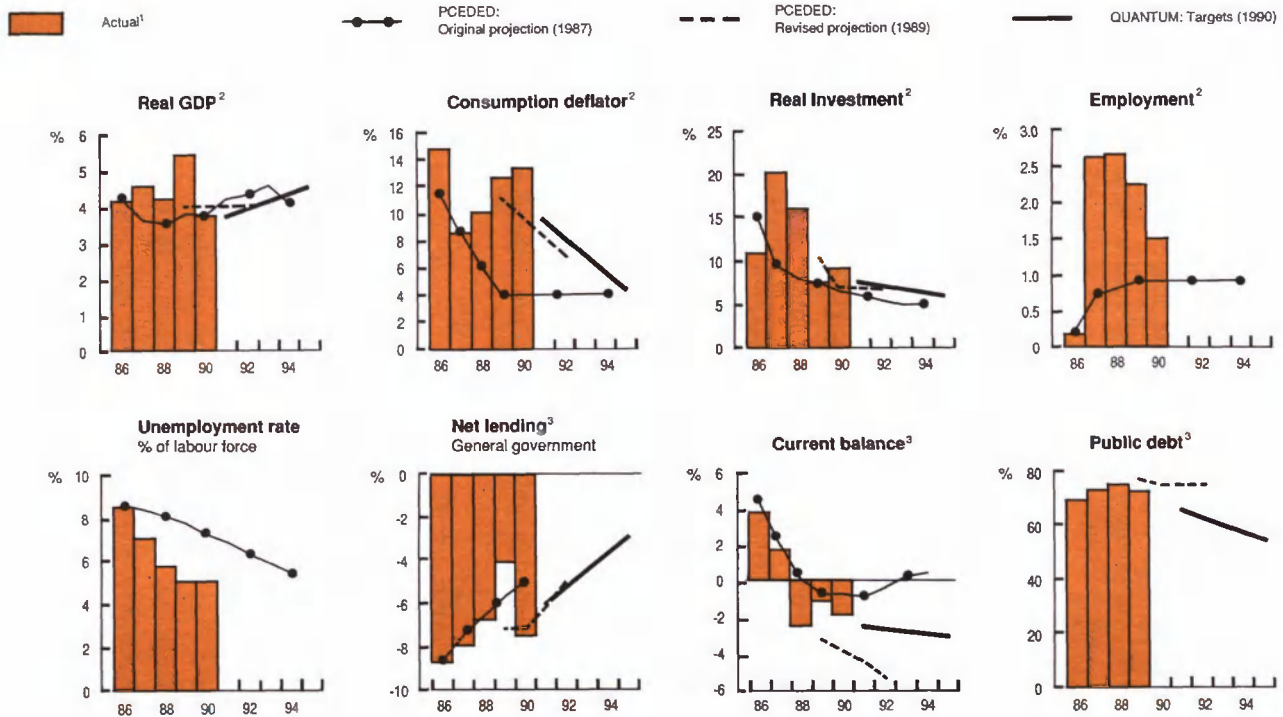 Actual¹
PCEDED:
Original projection (1987)
PCEDED:
Revised projection (1989)
QUANTUM: Targets (1990)
Real GDP²
%
6
5
4
3
2
1
0
86 88 90 92 94
Consumption deflator²
%
16
14
12
10
8
6
4
2
0
86 88 90 92 94
Real Investment²
%
25
20
15
10
5
0
86 88 90 92 94
Employment²
%
3.0
2.5
2.0
1.5
1.0
0.5
0
86 88 90 92 94
Unemployment rate
% of labour force
%
10
8
6
4
2
0
86 88 90 92 94
Net lending³
General government
%
0
-2
-4
-6
-8
-10
86 88 90 92 94
Current balance³
%
6
4
2
0
-2
-4
-6
86 88 90 92 94
Public debt³
%
80
60
40
20
0
86 88 90 92 94